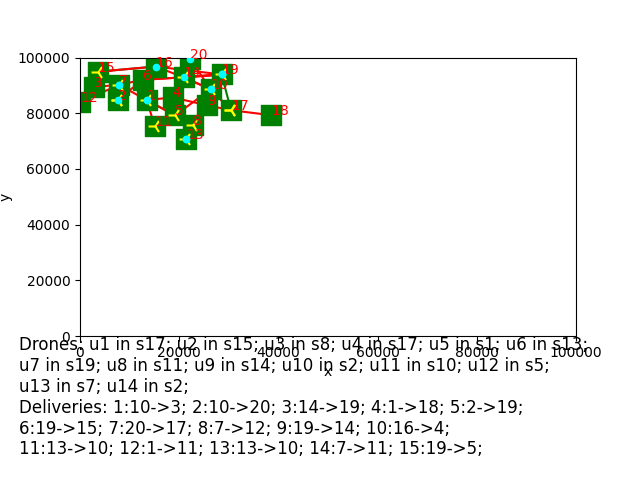 20
100000
16
15
19
80000
17
18
60000
y
40000
20000
0
0 20000 40000 60000 80000 100000
x
Drones: u1 in s17; u2 in s15; u3 in s8; u4 in s17; u5 in s1; u6 in s13;
u7 in s19; u8 in s11; u9 in s14; u10 in s2; u11 in s10; u12 in s5;
u13 in s7; u14 in s2;
Deliveries: 1:10->3; 2:10->20; 3:14->19; 4:1->18; 5:2->19;
6:19->15; 7:20->17; 8:7->12; 9:19->14; 10:16->4;
11:13->10; 12:1->11; 13:13->10; 14:7->11; 15:19->5;